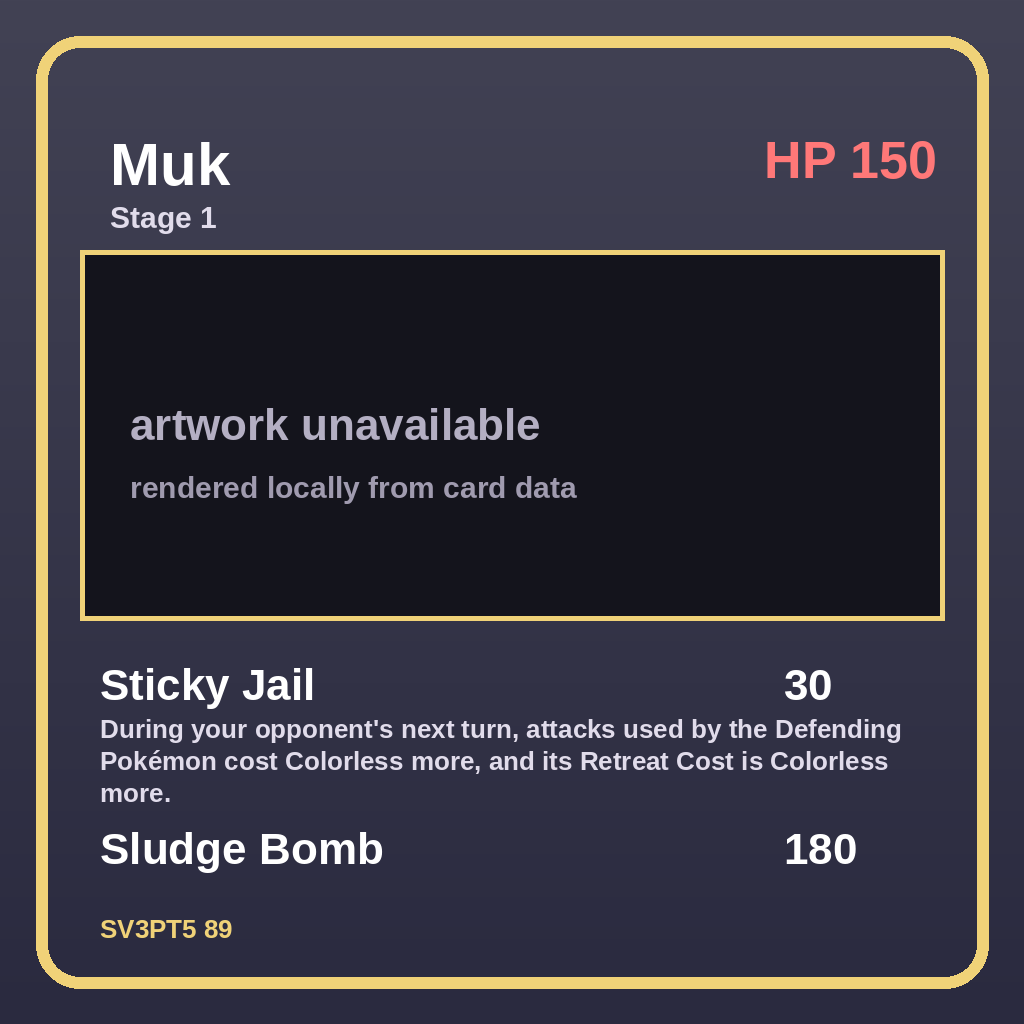 Muk
HP 150
Stage 1
artwork unavailable
rendered locally from card data
Sticky Jail 30
During your opponent's next turn, attacks used by the Defending
Pokémon cost Colorless more, and its Retreat Cost is Colorless
more.
Sludge Bomb 180
SV3PT5 89